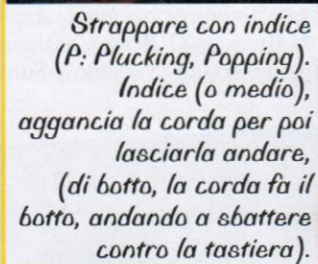 Strappare con indice
(P: Plucking, Popping).
Indice (o medio),
aggancia la corda per poi
lasciarla andare,
(di botto, la corda fa il
botto, andando a sbattere
contro la tastiera).